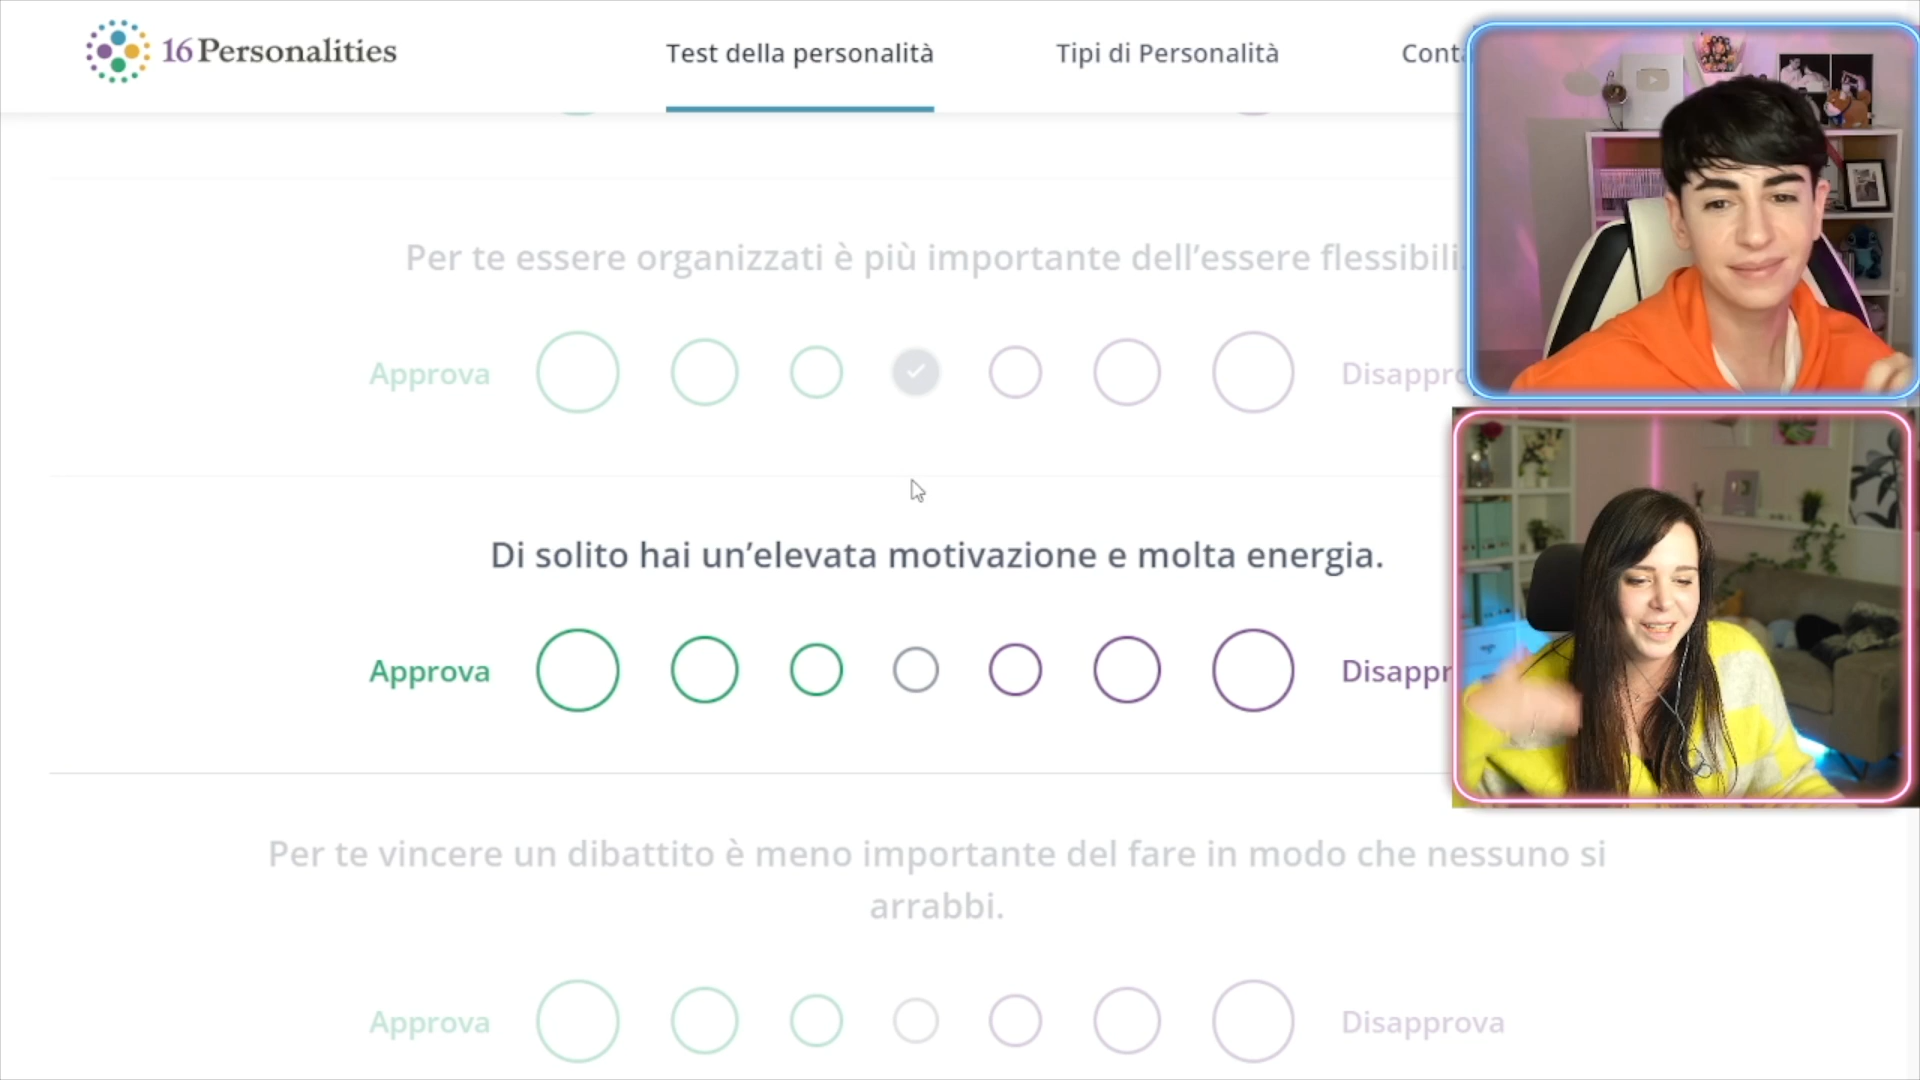 16Personalities
Test della personalità
Tipi di Personalità
Per te essere organizzati è più importante dell’essere flessibili.
Approva
Di solito hai un’elevata motivazione e molta energia.
Approva
Per te vincere un dibattito è meno importante del fare in modo che nessuno si
arrabbi.
Approva Disapprova